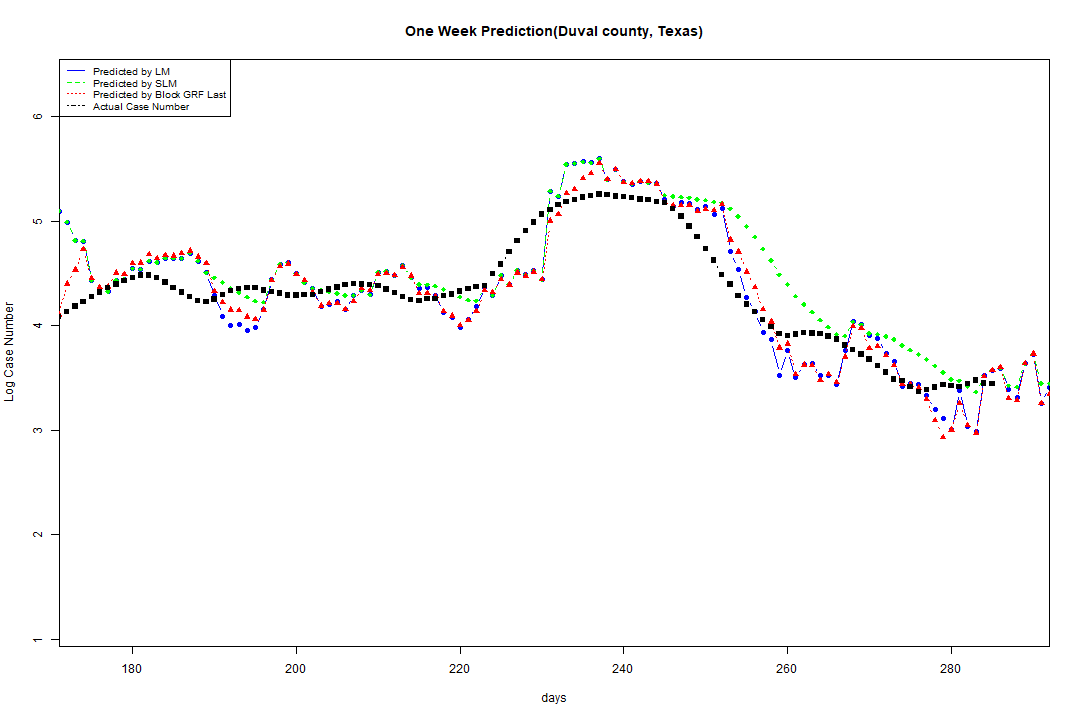 One Week Prediction(Duval county, Texas)
Predicted by LM
Predicted by SLM
Predicted by Block GRF Last
Actual Case Number
Log Case Number
6
5
4
3
2
1
180 200 220 240 260 280
days